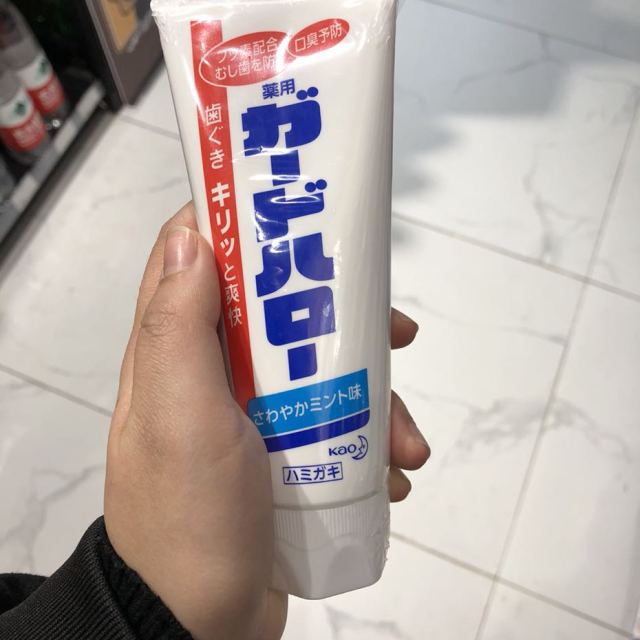 フッ素配合
むし歯を防ぐ
口臭予防
薬用
ガードハロー
歯ぐき キリッと爽快
さわやかミント味
Kao
ハミガキ